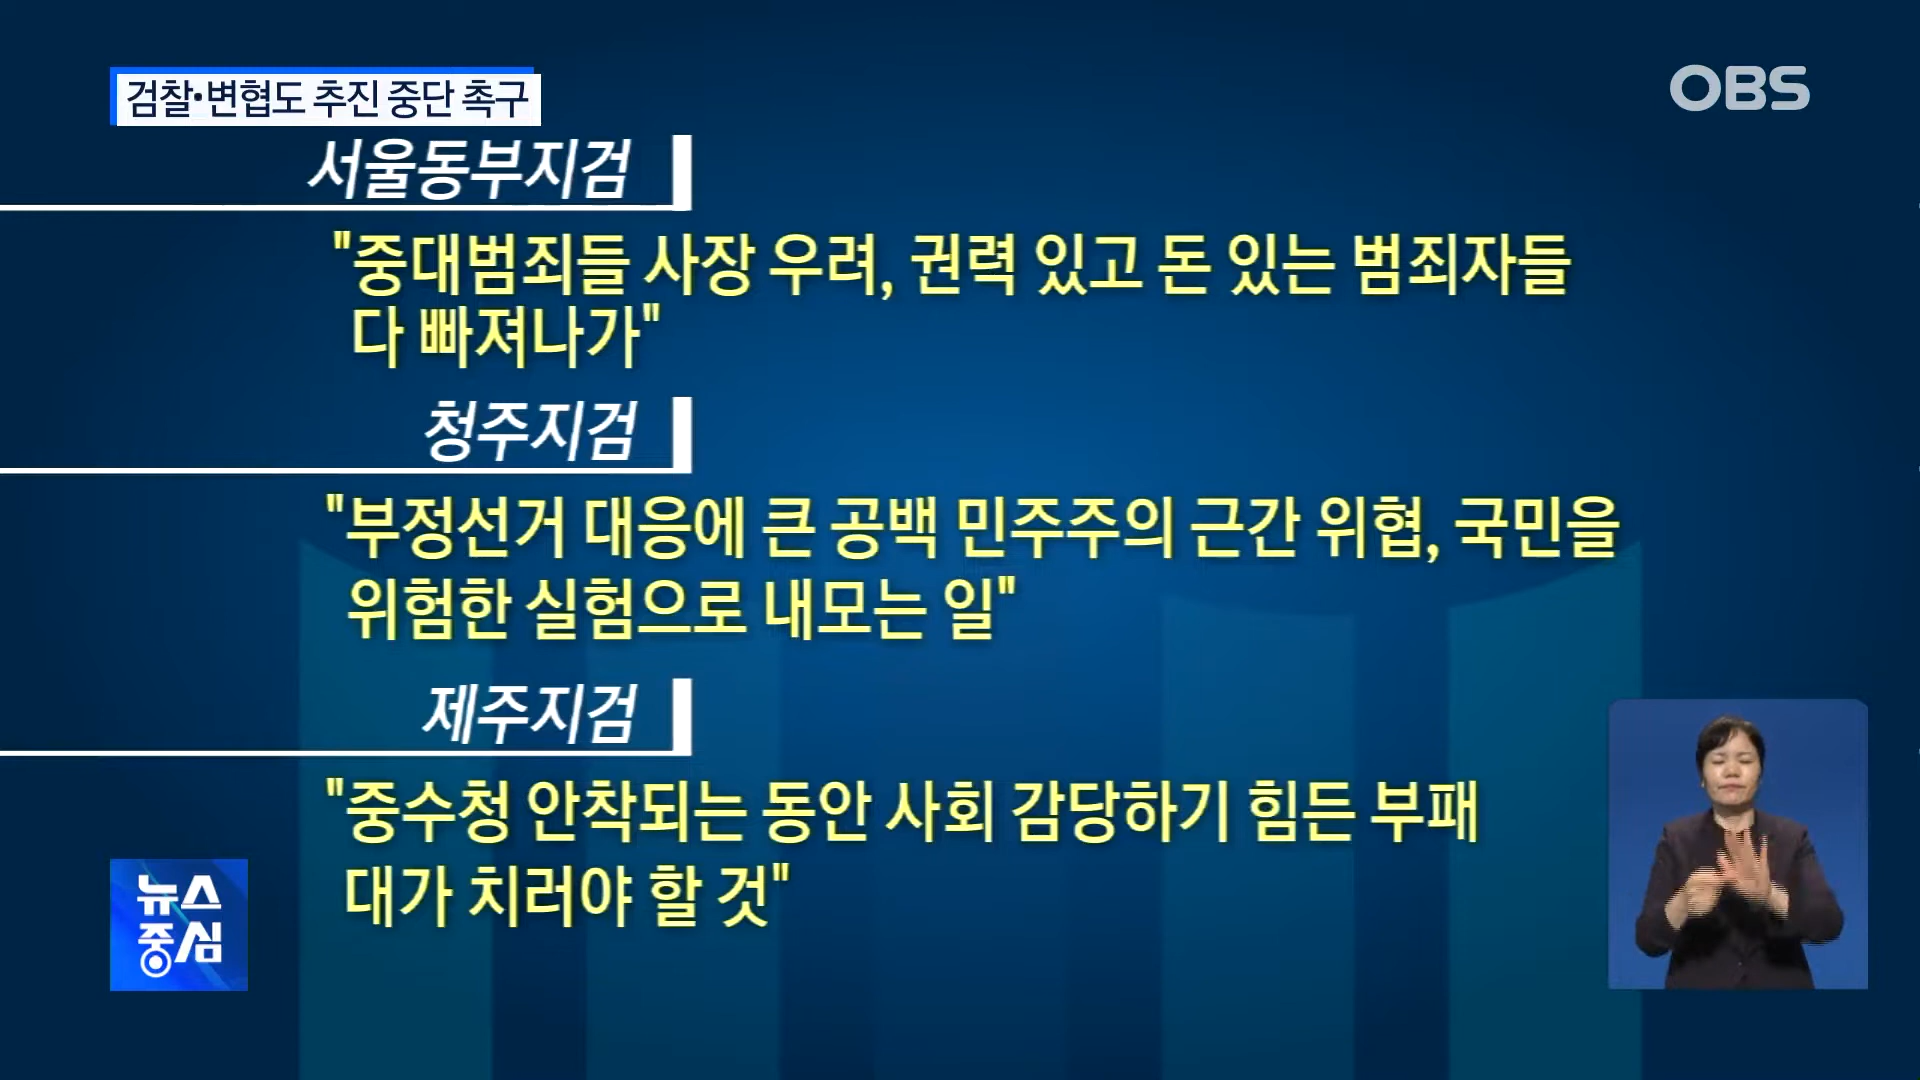 검찰·변협도 추진 중단 촉구
OBS
서울동부지검
"중대범죄들 사장 우려, 권력 있고 돈 있는 범죄자들
다 빠져나가"
청주지검
"부정선거 대응에 큰 공백 민주주의 근간 위협, 국민을
위험한 실험으로 내모는 일"
제주지검
"중수청 안착되는 동안 사회 감당하기 힘든 부패
대가 치러야 할 것"
뉴스
중심